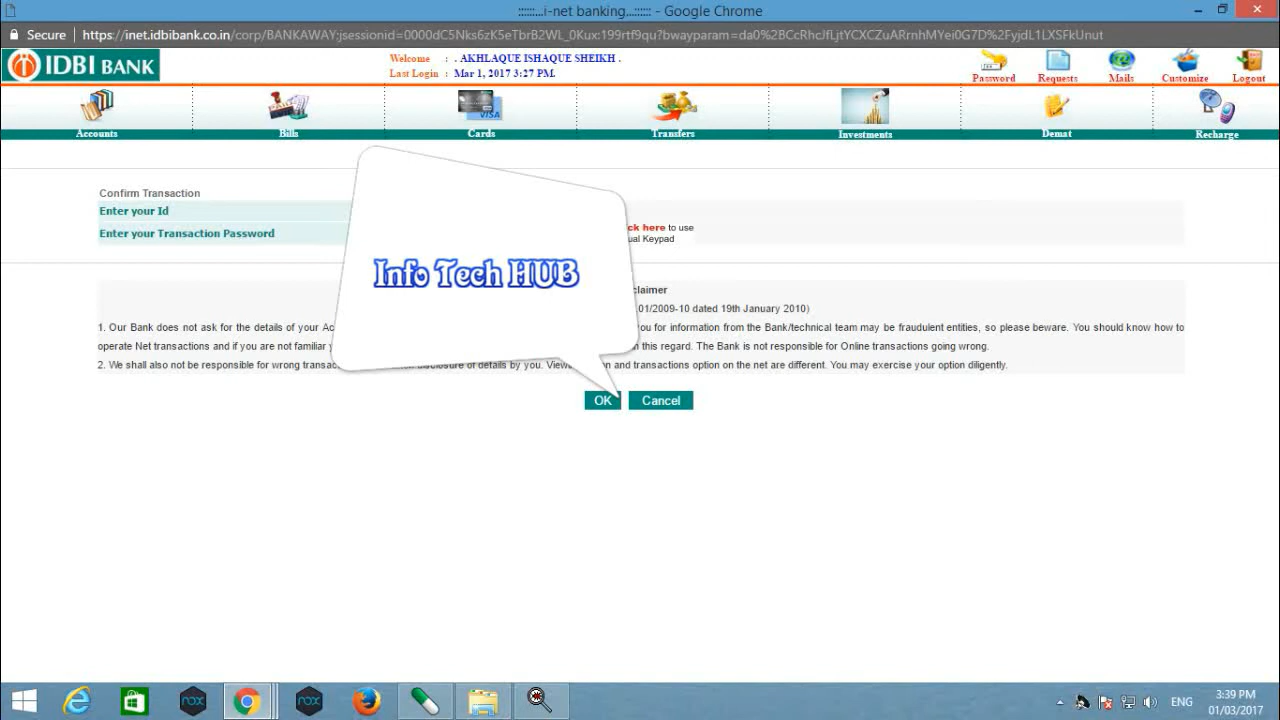 ::::::...i-net banking...:::::: - Google Chrome
Secure https://inet.idbibank.co.in/corp/BANKAWAY;jsessionid=0000dC5Nks6zK5eTbrB2WL_0Kux:199rtf9qu?bwayparam=da0%2BCcRhcJfLjtYCXCZuARrnhMYei0G7D%2FyjdL1LXSFkUnut
IDBI BANK
Welcome : . AKHLAQUE ISHAQUE SHEIKH .
Last Login : Mar 1, 2017 3:27 PM.
Password Requests Mails Customize Logout
VISA
Accounts Bills Cards Transfers Investments Demat Recharge
Confirm Transaction
Enter your Id
Enter your Transaction Password
here to use
Keypad
Info Tech HUB
01/2009-10 dated 19th January 2010)
1. Our Bank does not ask for the details of your you for information from the Bank/technical team may be fraudulent entities, so please beware. You should know how to
operate Net transactions and if you are not familiar this regard. The Bank is not responsible for Online transactions going wrong.
2. We shall also not be responsible for wrong disclosure of details by you. and transactions option on the net are different. You may exercise your option diligently.
OK Cancel
nox nox ENG 3:39 PM
01/03/2017